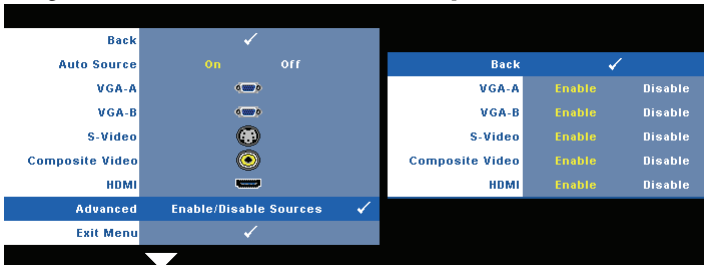 Back
Auto Source On Off
VGA-A
VGA-B
S-Video
Composite Video
HDMI
Advanced Enable/Disable Sources
Exit Menu
Back
VGA-A Enable Disable
VGA-B Enable Disable
S-Video Enable Disable
Composite Video Enable Disable
HDMI Enable Disable